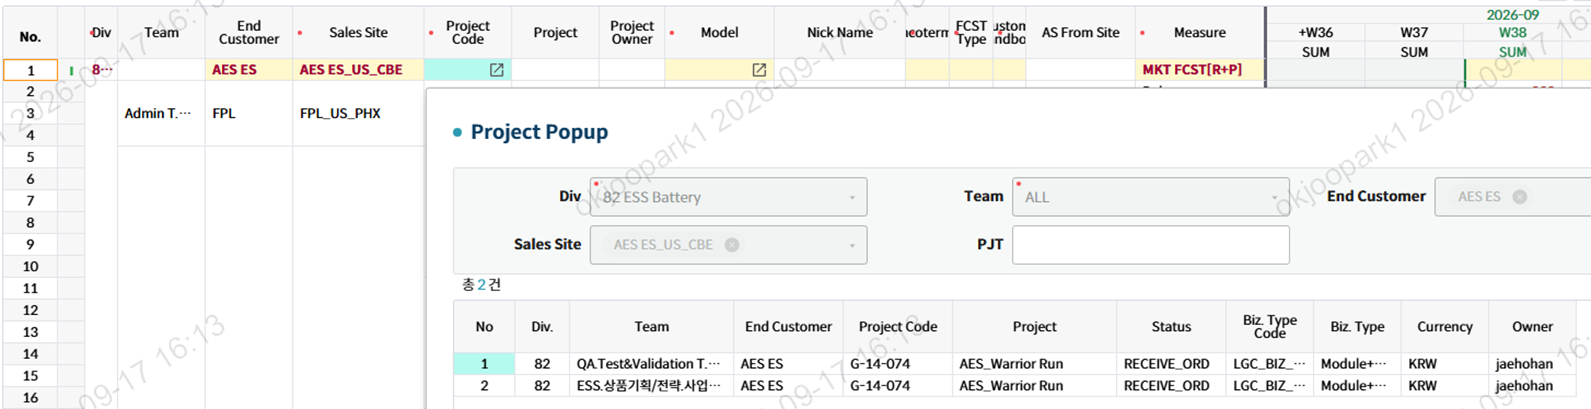 2026-09
No.
Div
Team
End Customer
Sales Site
Project Code
Project
Project Owner
Model
Nick Name
FCST Type
AS From Site
Measure
+W36
W37
W38
SUM
SUM
SUM
1
8...
AES ES
AES ES_US_CBE
MKT FCST[R+P]
2
3
Admin T....
FPL
FPL_US_PHX
4
5
6
7
8
9
10
11
12
13
14
15
16
Project Popup
Div
82 ESS Battery
Team
ALL
End Customer
AES ES
Sales Site
AES ES_US_CBE
PJT
총 2 건
No
Div.
Team
End Customer
Project Code
Project
Status
Biz. Type Code
Biz. Type
Currency
Owner
1
82
QA.Test&Validation T....
AES ES
G-14-074
AES_Warrior Run
RECEIVE_ORD
LGC_BIZ_...
Module+...
KRW
jaehohan
2
82
ESS.상품기획/전략.사업...
AES ES
G-14-074
AES_Warrior Run
RECEIVE_ORD
LGC_BIZ_...
Module+...
KRW
jaehohan
okjoopark1 2026-09-17 16:13